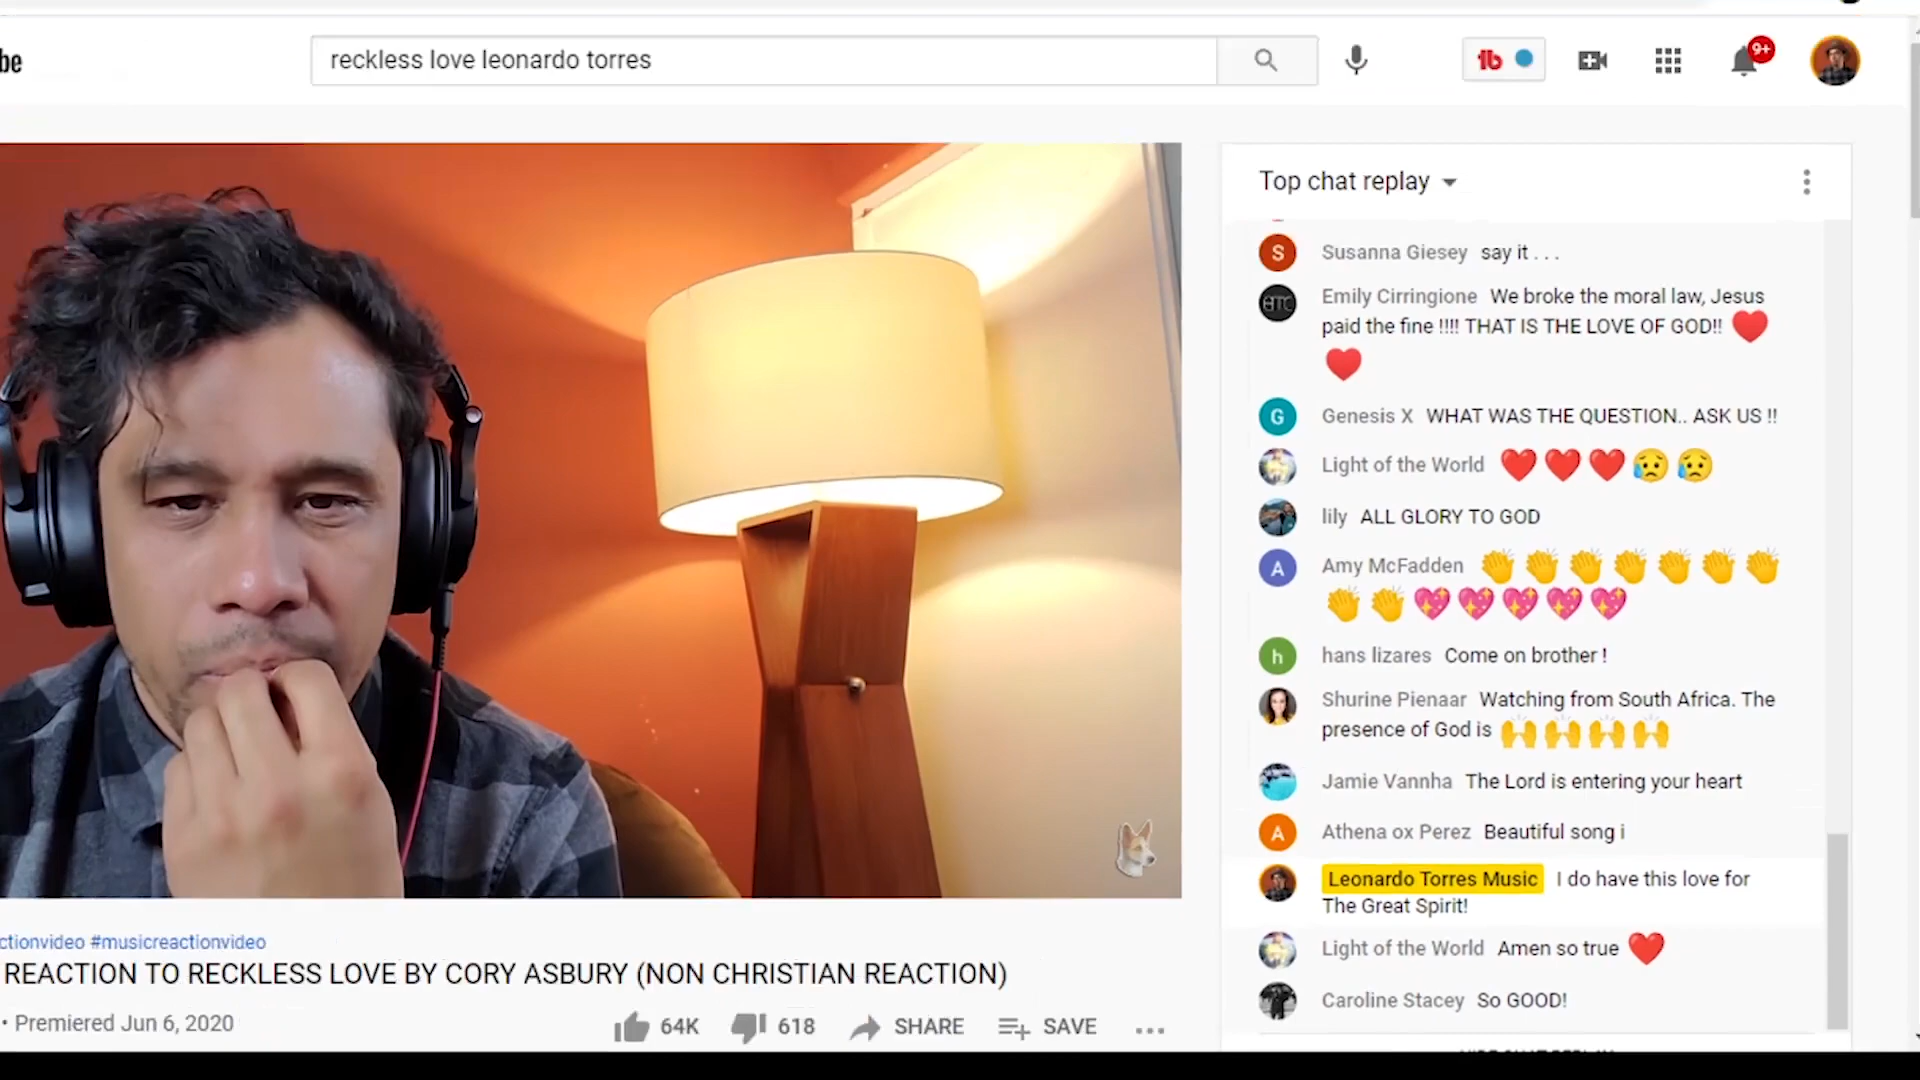 be
reckless love leonardo torres
tb
9+
Top chat replay
S
Susanna Giesey say it . . .
Emily Cirringione We broke the moral law, Jesus
paid the fine !!!! THAT IS THE LOVE OF GOD!! ❤️
❤️
G
Genesis X WHAT WAS THE QUESTION.. ASK US !!
Light of the World ❤️❤️❤️😥😥
lily ALL GLORY TO GOD
A
Amy McFadden 👏👏👏👏👏👏👏
👏👏💖💖💖💖💖
h
hans lizares Come on brother !
Shurine Pienaar Watching from South Africa. The
presence of God is 🙌🙌🙌🙌
Jamie Vannha The Lord is entering your heart
A
Athena ox Perez Beautiful song i
Leonardo Torres Music I do have this love for
The Great Spirit!
Light of the World Amen so true ❤️
Caroline Stacey So GOOD!
ctionvideo #musicreactionvideo
REACTION TO RECKLESS LOVE BY CORY ASBURY (NON CHRISTIAN REACTION)
• Premiered Jun 6, 2020
64K 618 SHARE SAVE